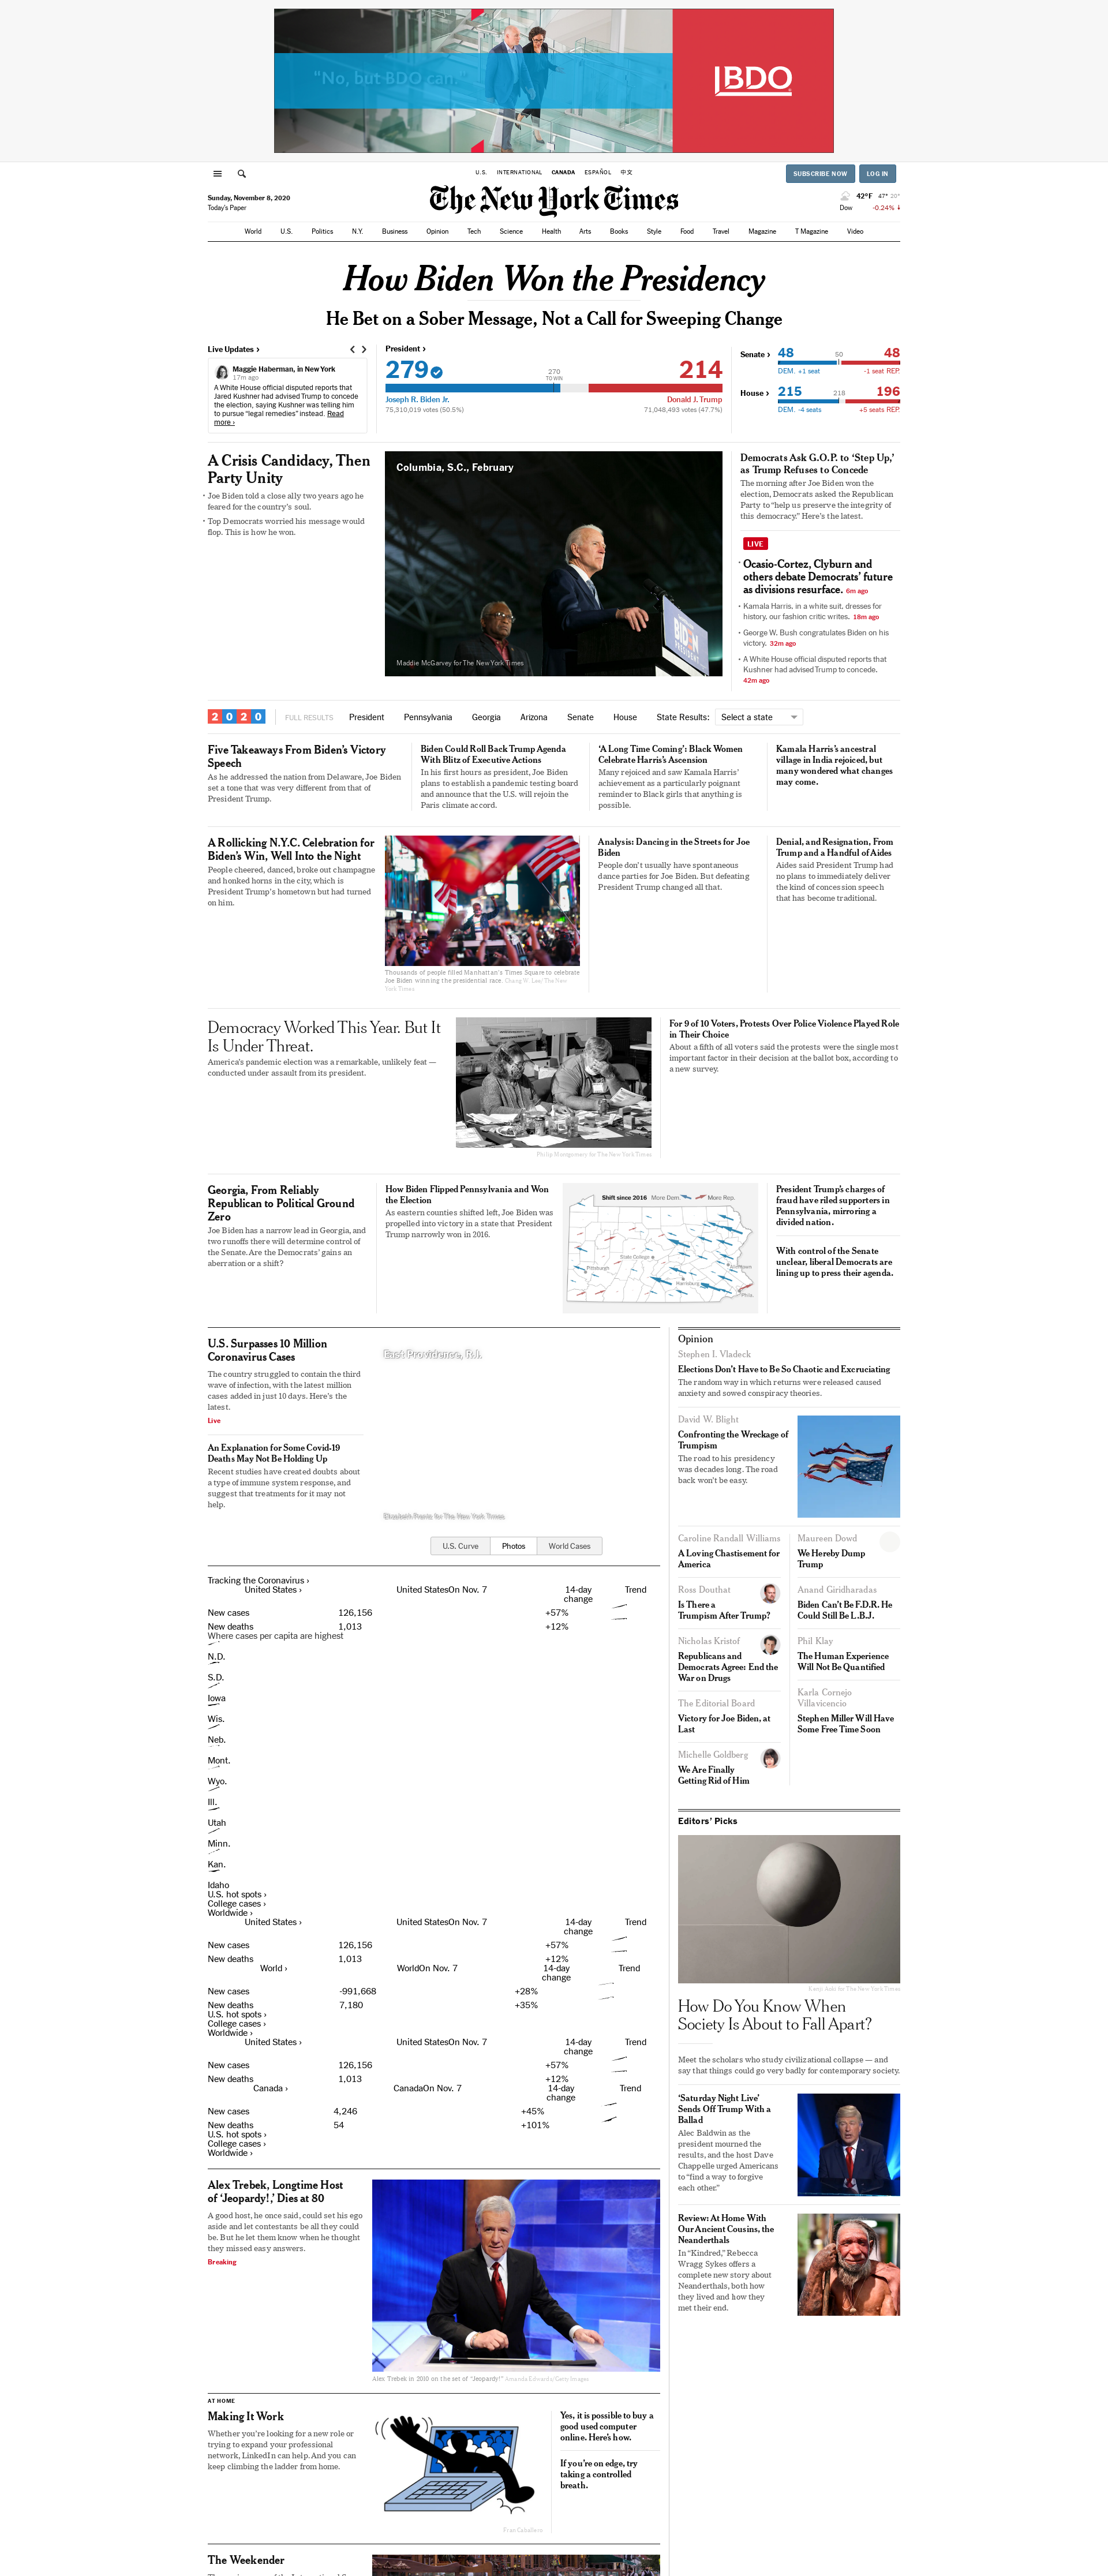 "No, but BDO can."
BDO
U.S.
INTERNATIONAL
CANADA
ESPAÑOL
中文
SUBSCRIBE NOW
LOG IN
Sunday, November 8, 2020
Today's Paper
The New York Times
42°F 47° 20°
Dow -0.24% ↓
World
U.S.
Politics
N.Y.
Business
Opinion
Tech
Science
Health
Arts
Books
Style
Food
Travel
Magazine
T Magazine
Video
How Biden Won the Presidency
He Bet on a Sober Message, Not a Call for Sweeping Change
Live Updates ›
Maggie Haberman, in New York
17m ago
A White House official disputed reports that
Jared Kushner had advised Trump to concede
the election, saying Kushner was telling him
to pursue "legal remedies" instead. Read
more ›
President ›
279
270
TO WIN
214
Joseph R. Biden Jr.
Donald J. Trump
75,310,019 votes (50.5%)
71,048,493 votes (47.7%)
Senate ›
48
50
48
DEM. +1 seat
-1 seat REP.
House ›
215
218
196
DEM. -4 seats
+5 seats REP.
A Crisis Candidacy, Then
Party Unity
Joe Biden told a close ally two years ago he
feared for the country's soul.
Top Democrats worried his message would
flop. This is how he won.
Columbia, S.C., February
Maddie McGarvey for The New York Times
Democrats Ask G.O.P. to 'Step Up,'
as Trump Refuses to Concede
The morning after Joe Biden won the
election, Democrats asked the Republican
Party to "help us preserve the integrity of
this democracy." Here's the latest.
LIVE
Ocasio-Cortez, Clyburn and
others debate Democrats' future
as divisions resurface. 6m ago
Kamala Harris, in a white suit, dresses for
history, our fashion critic writes. 18m ago
George W. Bush congratulates Biden on his
victory. 32m ago
A White House official disputed reports that
Kushner had advised Trump to concede.
42m ago
2020
FULL RESULTS
President
Pennsylvania
Georgia
Arizona
Senate
House
State Results:
Select a state
Five Takeaways From Biden's Victory
Speech
As he addressed the nation from Delaware, Joe Biden
set a tone that was very different from that of
President Trump.
Biden Could Roll Back Trump Agenda
With Blitz of Executive Actions
In his first hours as president, Joe Biden
plans to establish a pandemic testing board
and announce that the U.S. will rejoin the
Paris climate accord.
'A Long Time Coming': Black Women
Celebrate Harris's Ascension
Many rejoiced and saw Kamala Harris'
achievement as a particularly poignant
reminder to Black girls that anything is
possible.
Kamala Harris's ancestral
village in India rejoiced, but
many wondered what changes
may come.
A Rollicking N.Y.C. Celebration for
Biden's Win, Well Into the Night
People cheered, danced, broke out champagne
and honked horns in the city, which is
President Trump's hometown but had turned
on him.
Thousands of people filled Manhattan's Times Square to celebrate
Joe Biden winning the presidential race. Chang W. Lee/The New
York Times
Analysis: Dancing in the Streets for Joe
Biden
People don't usually have spontaneous
dance parties for Joe Biden. But defeating
President Trump changed all that.
Denial, and Resignation, From
Trump and a Handful of Aides
Aides said President Trump had
no plans to immediately deliver
the kind of concession speech
that has become traditional.
Democracy Worked This Year. But It
Is Under Threat.
America's pandemic election was a remarkable, unlikely feat —
conducted under assault from its president.
Philip Montgomery for The New York Times
For 9 of 10 Voters, Protests Over Police Violence Played Role
in Their Choice
About a fifth of all voters said the protests were the single most
important factor in their decision at the ballot box, according to
a new survey.
Georgia, From Reliably
Republican to Political Ground
Zero
Joe Biden has a narrow lead in Georgia, and
two runoffs there will determine control of
the Senate. Are the Democrats' gains an
aberration or a shift?
How Biden Flipped Pennsylvania and Won
the Election
As eastern counties shifted left, Joe Biden was
propelled into victory in a state that President
Trump narrowly won in 2016.
Shift since 2016
More Dem.
More Rep.
State College
Pittsburgh
Harrisburg
Allentown
Phila.
President Trump's charges of
fraud have riled supporters in
Pennsylvania, mirroring a
divided nation.
With control of the Senate
unclear, liberal Democrats are
lining up to press their agenda.
U.S. Surpasses 10 Million
Coronavirus Cases
The country struggled to contain the third
wave of infection, with the latest million
cases added in just 10 days. Here's the
latest.
Live
An Explanation for Some Covid-19
Deaths May Not Be Holding Up
Recent studies have created doubts about
a type of immune system response, and
suggest that treatments for it may not
help.
East Providence, R.I.
Elizabeth Frantz for The New York Times
U.S. Curve
Photos
World Cases
Tracking the Coronavirus ›
United States ›
United StatesOn Nov. 7
14-day
change
Trend
New cases
126,156
+57%
New deaths
1,013
+12%
Where cases per capita are highest
N.D.
S.D.
Iowa
Wis.
Neb.
Mont.
Wyo.
Ill.
Utah
Minn.
Kan.
Idaho
U.S. hot spots ›
College cases ›
Worldwide ›
United States ›
United StatesOn Nov. 7
14-day
change
Trend
New cases
126,156
+57%
New deaths
1,013
+12%
World ›
WorldOn Nov. 7
14-day
change
Trend
New cases
-991,668
+28%
New deaths
7,180
+35%
U.S. hot spots ›
College cases ›
Worldwide ›
United States ›
United StatesOn Nov. 7
14-day
change
Trend
New cases
126,156
+57%
New deaths
1,013
+12%
Canada ›
CanadaOn Nov. 7
14-day
change
Trend
New cases
4,246
+45%
New deaths
54
+101%
U.S. hot spots ›
College cases ›
Worldwide ›
Alex Trebek, Longtime Host
of 'Jeopardy!,' Dies at 80
A good host, he once said, could set his ego
aside and let contestants be all they could
be. But he let them know when he thought
they missed easy answers.
Breaking
Alex Trebek in 2010 on the set of "Jeopardy!" Amanda Edwards/Getty Images
AT HOME
Making It Work
Whether you're looking for a new role or
trying to expand your professional
network, LinkedIn can help. And you can
keep climbing the ladder from home.
Fran Caballero
Yes, it is possible to buy a
good used computer
online. Here's how.
If you're on edge, try
taking a controlled
breath.
The Weekender
Opinion
Stephen I. Vladeck
Elections Don't Have to Be So Chaotic and Excruciating
The random way in which returns were released caused
anxiety and sowed conspiracy theories.
David W. Blight
Confronting the Wreckage of
Trumpism
The road to his presidency
was decades long. The road
back won't be easy.
Caroline Randall Williams
A Loving Chastisement for
America
Ross Douthat
Is There a
Trumpism After Trump?
Nicholas Kristof
Republicans and
Democrats Agree: End the
War on Drugs
The Editorial Board
Victory for Joe Biden, at
Last
Michelle Goldberg
We Are Finally
Getting Rid of Him
Maureen Dowd
We Hereby Dump
Trump
Anand Giridharadas
Biden Can't Be F.D.R. He
Could Still Be L.B.J.
Phil Klay
The Human Experience
Will Not Be Quantified
Karla Cornejo
Villavicencio
Stephen Miller Will Have
Some Free Time Soon
Editors' Picks
Kenji Aoki for The New York Times
How Do You Know When
Society Is About to Fall Apart?
Meet the scholars who study civilizational collapse — and
say that things could go very badly for contemporary society.
'Saturday Night Live'
Sends Off Trump With a
Ballad
Alec Baldwin as the
president mourned the
results, and the host Dave
Chappelle urged Americans
to "find a way to forgive
each other."
Review: At Home With
Our Ancient Cousins, the
Neanderthals
In "Kindred," Rebecca
Wragg Sykes offers a
complete new story about
Neanderthals, both how
they lived and how they
met their end.